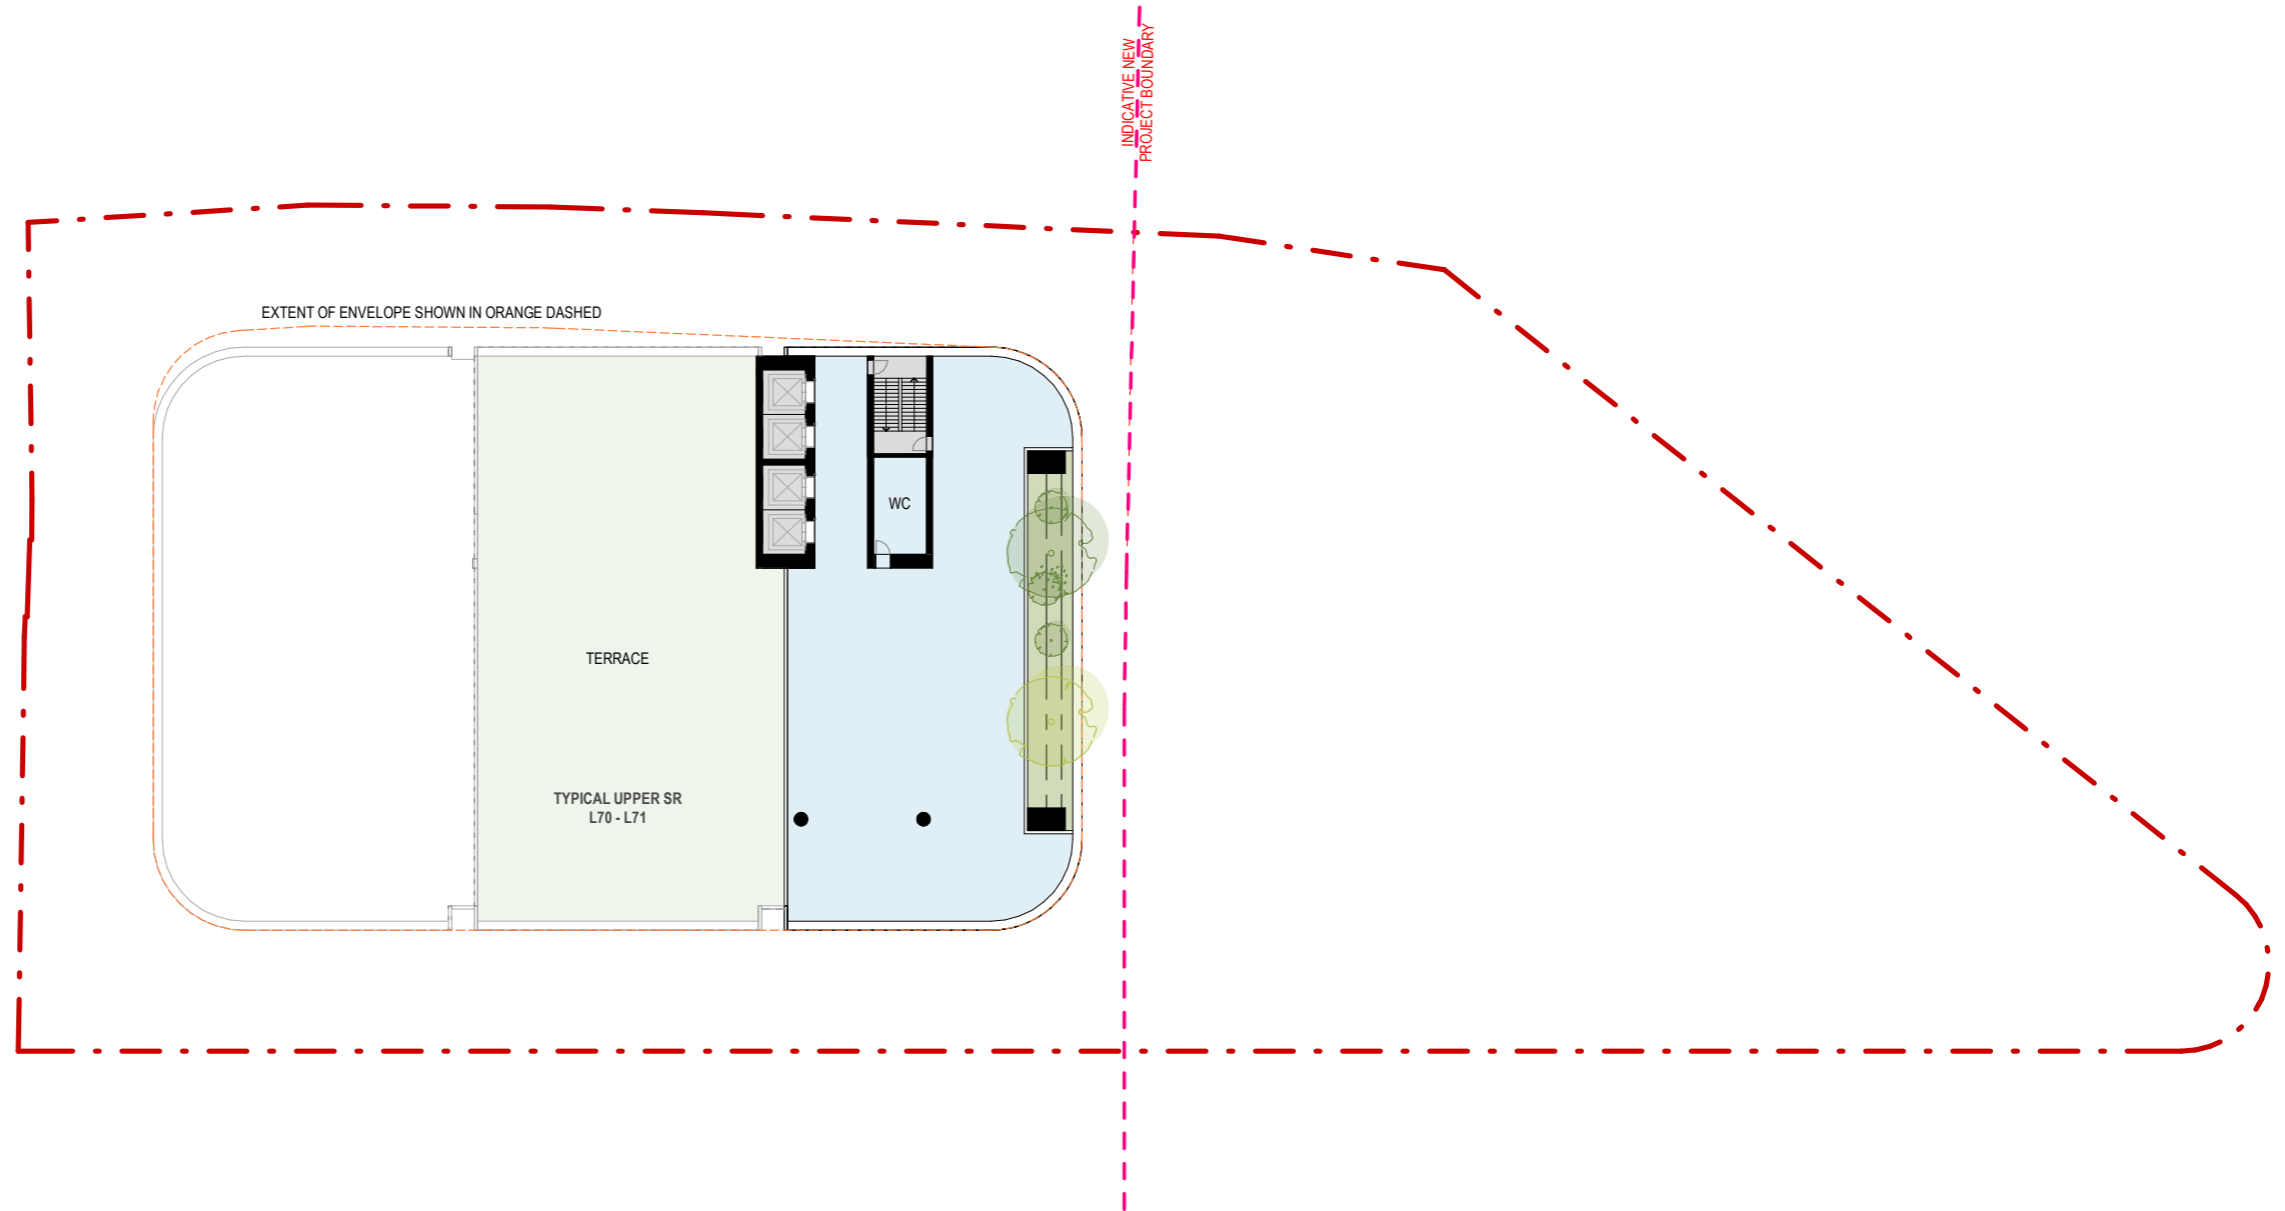 INDICATIVE NEW
PROJECT BOUNDARY
EXTENT OF ENVELOPE SHOWN IN ORANGE DASHED
WC
TERRACE
TYPICAL UPPER SR
L70 - L71